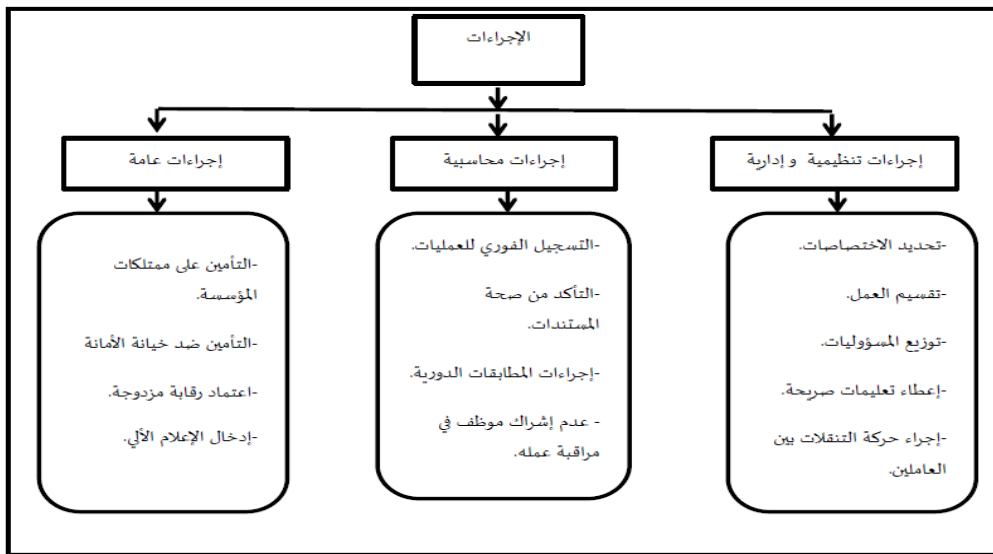 الإجراءات
إجراءات تنظيمية و إدارية
إجراءات محاسبية
إجراءات عامة
-تحديد الاختصاصات.
-تقسيم العمل.
-توزيع المسؤوليات.
-إعطاء تعليمات صريحة.
-إجراء حركة التنقلات بين
العاملين.
-التسجيل الفوري للعمليات.
-التأكد من صحة
المستندات.
-إجراءات المطابقات الدورية.
- عدم إشراك موظف في
مراقبة عمله.
-التأمين على ممتلكات
المؤسسة.
-التأمين ضد خيانة الأمانة
-اعتماد رقابة مزدوجة.
-إدخال الإعلام الألي.